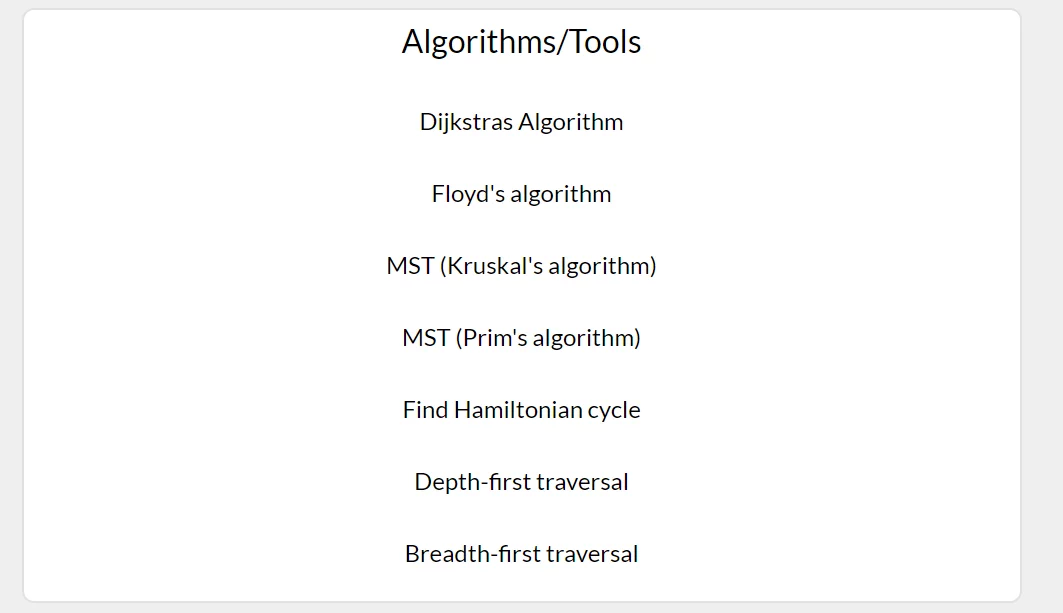 Algorithms/Tools
Dijkstras Algorithm
Floyd's algorithm
MST (Kruskal's algorithm)
MST (Prim's algorithm)
Find Hamiltonian cycle
Depth-first traversal
Breadth-first traversal